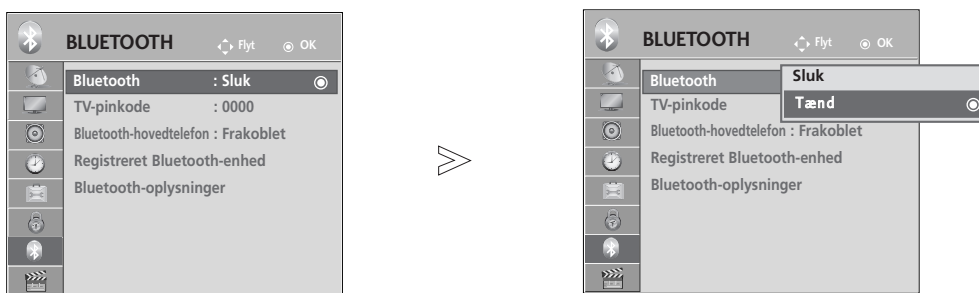 BLUETOOTH Flyt OK
Bluetooth : Sluk
TV-pinkode : 0000
Bluetooth-hovedtelefon : Frakoblet
Registreret Bluetooth-enhed
Bluetooth-oplysninger
BLUETOOTH Flyt OK
Bluetooth Sluk
TV-pinkode Tænd
Bluetooth-hovedtelefon : Frakoblet
Registreret Bluetooth-enhed
Bluetooth-oplysninger